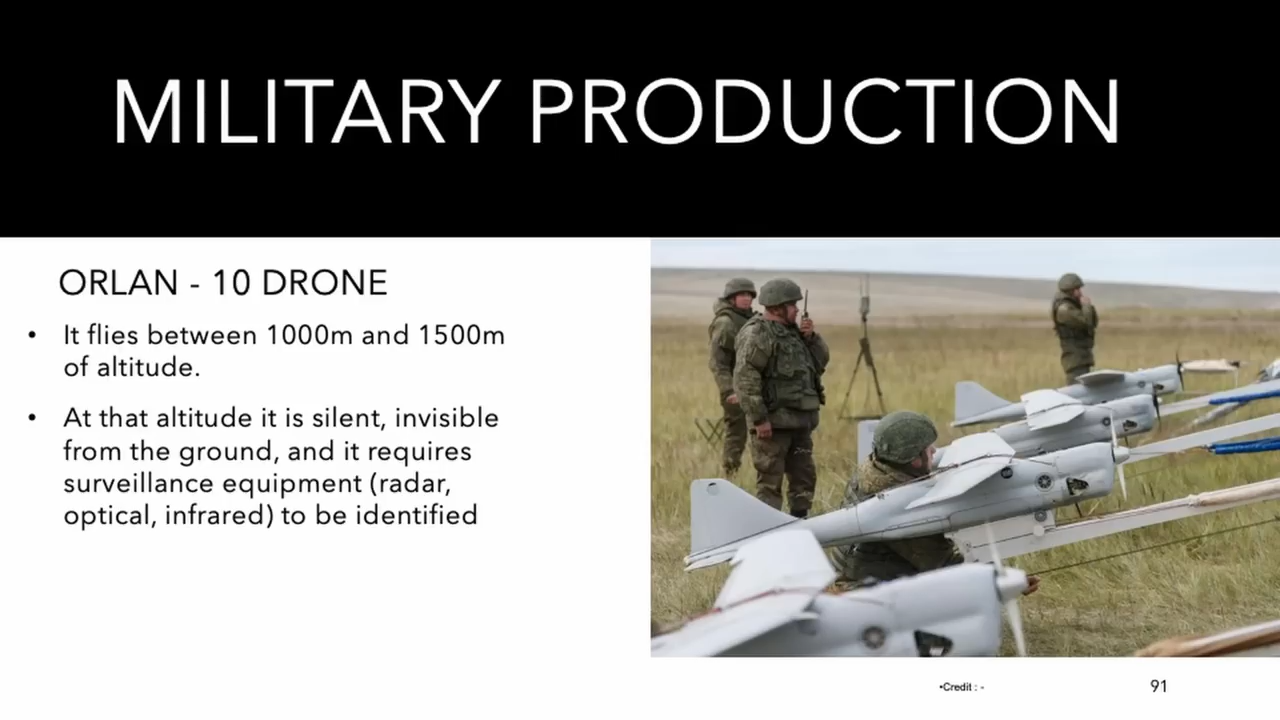 MILITARY PRODUCTION
ORLAN - 10 DRONE
• It flies between 1000m and 1500m
of altitude.
• At that altitude it is silent, invisible
from the ground, and it requires
surveillance equipment (radar,
optical, infrared) to be identified
•Credit : -
91